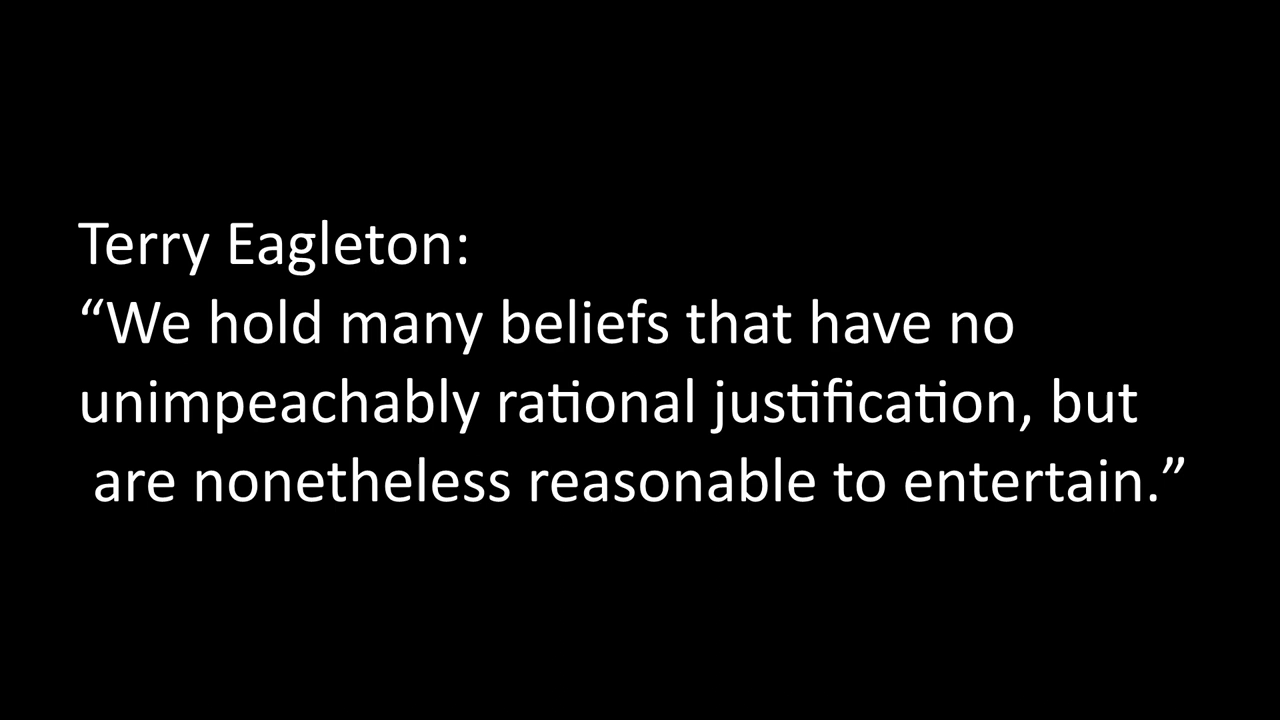 Terry Eagleton:
“We hold many beliefs that have no
unimpeachably rational justification, but
are nonetheless reasonable to entertain.”